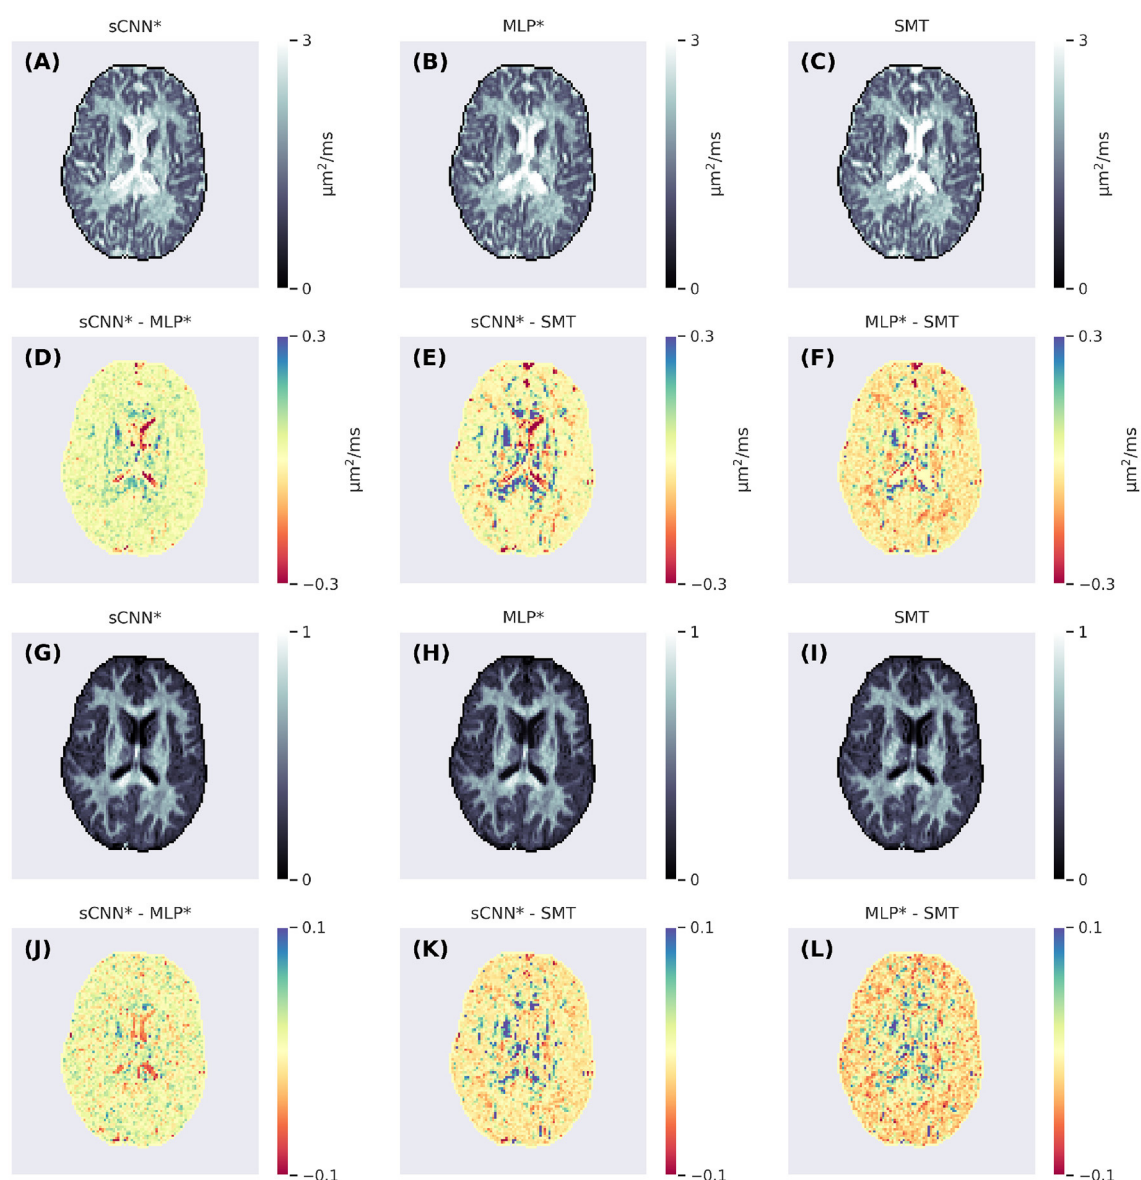 sCNN* MLP* SMT
(A) 3 (B) 3 (C) 3
μm²/ms μm²/ms μm²/ms
0 0 0
sCNN* - MLP* sCNN* - SMT MLP* - SMT
(D) 0.3 (E) 0.3 (F) 0.3
μm²/ms μm²/ms μm²/ms
−0.3 −0.3 −0.3
sCNN* MLP* SMT
(G) 1 (H) 1 (I) 1
0 0 0
sCNN* - MLP* sCNN* - SMT MLP* - SMT
(J) 0.1 (K) 0.1 (L) 0.1
−0.1 −0.1 −0.1